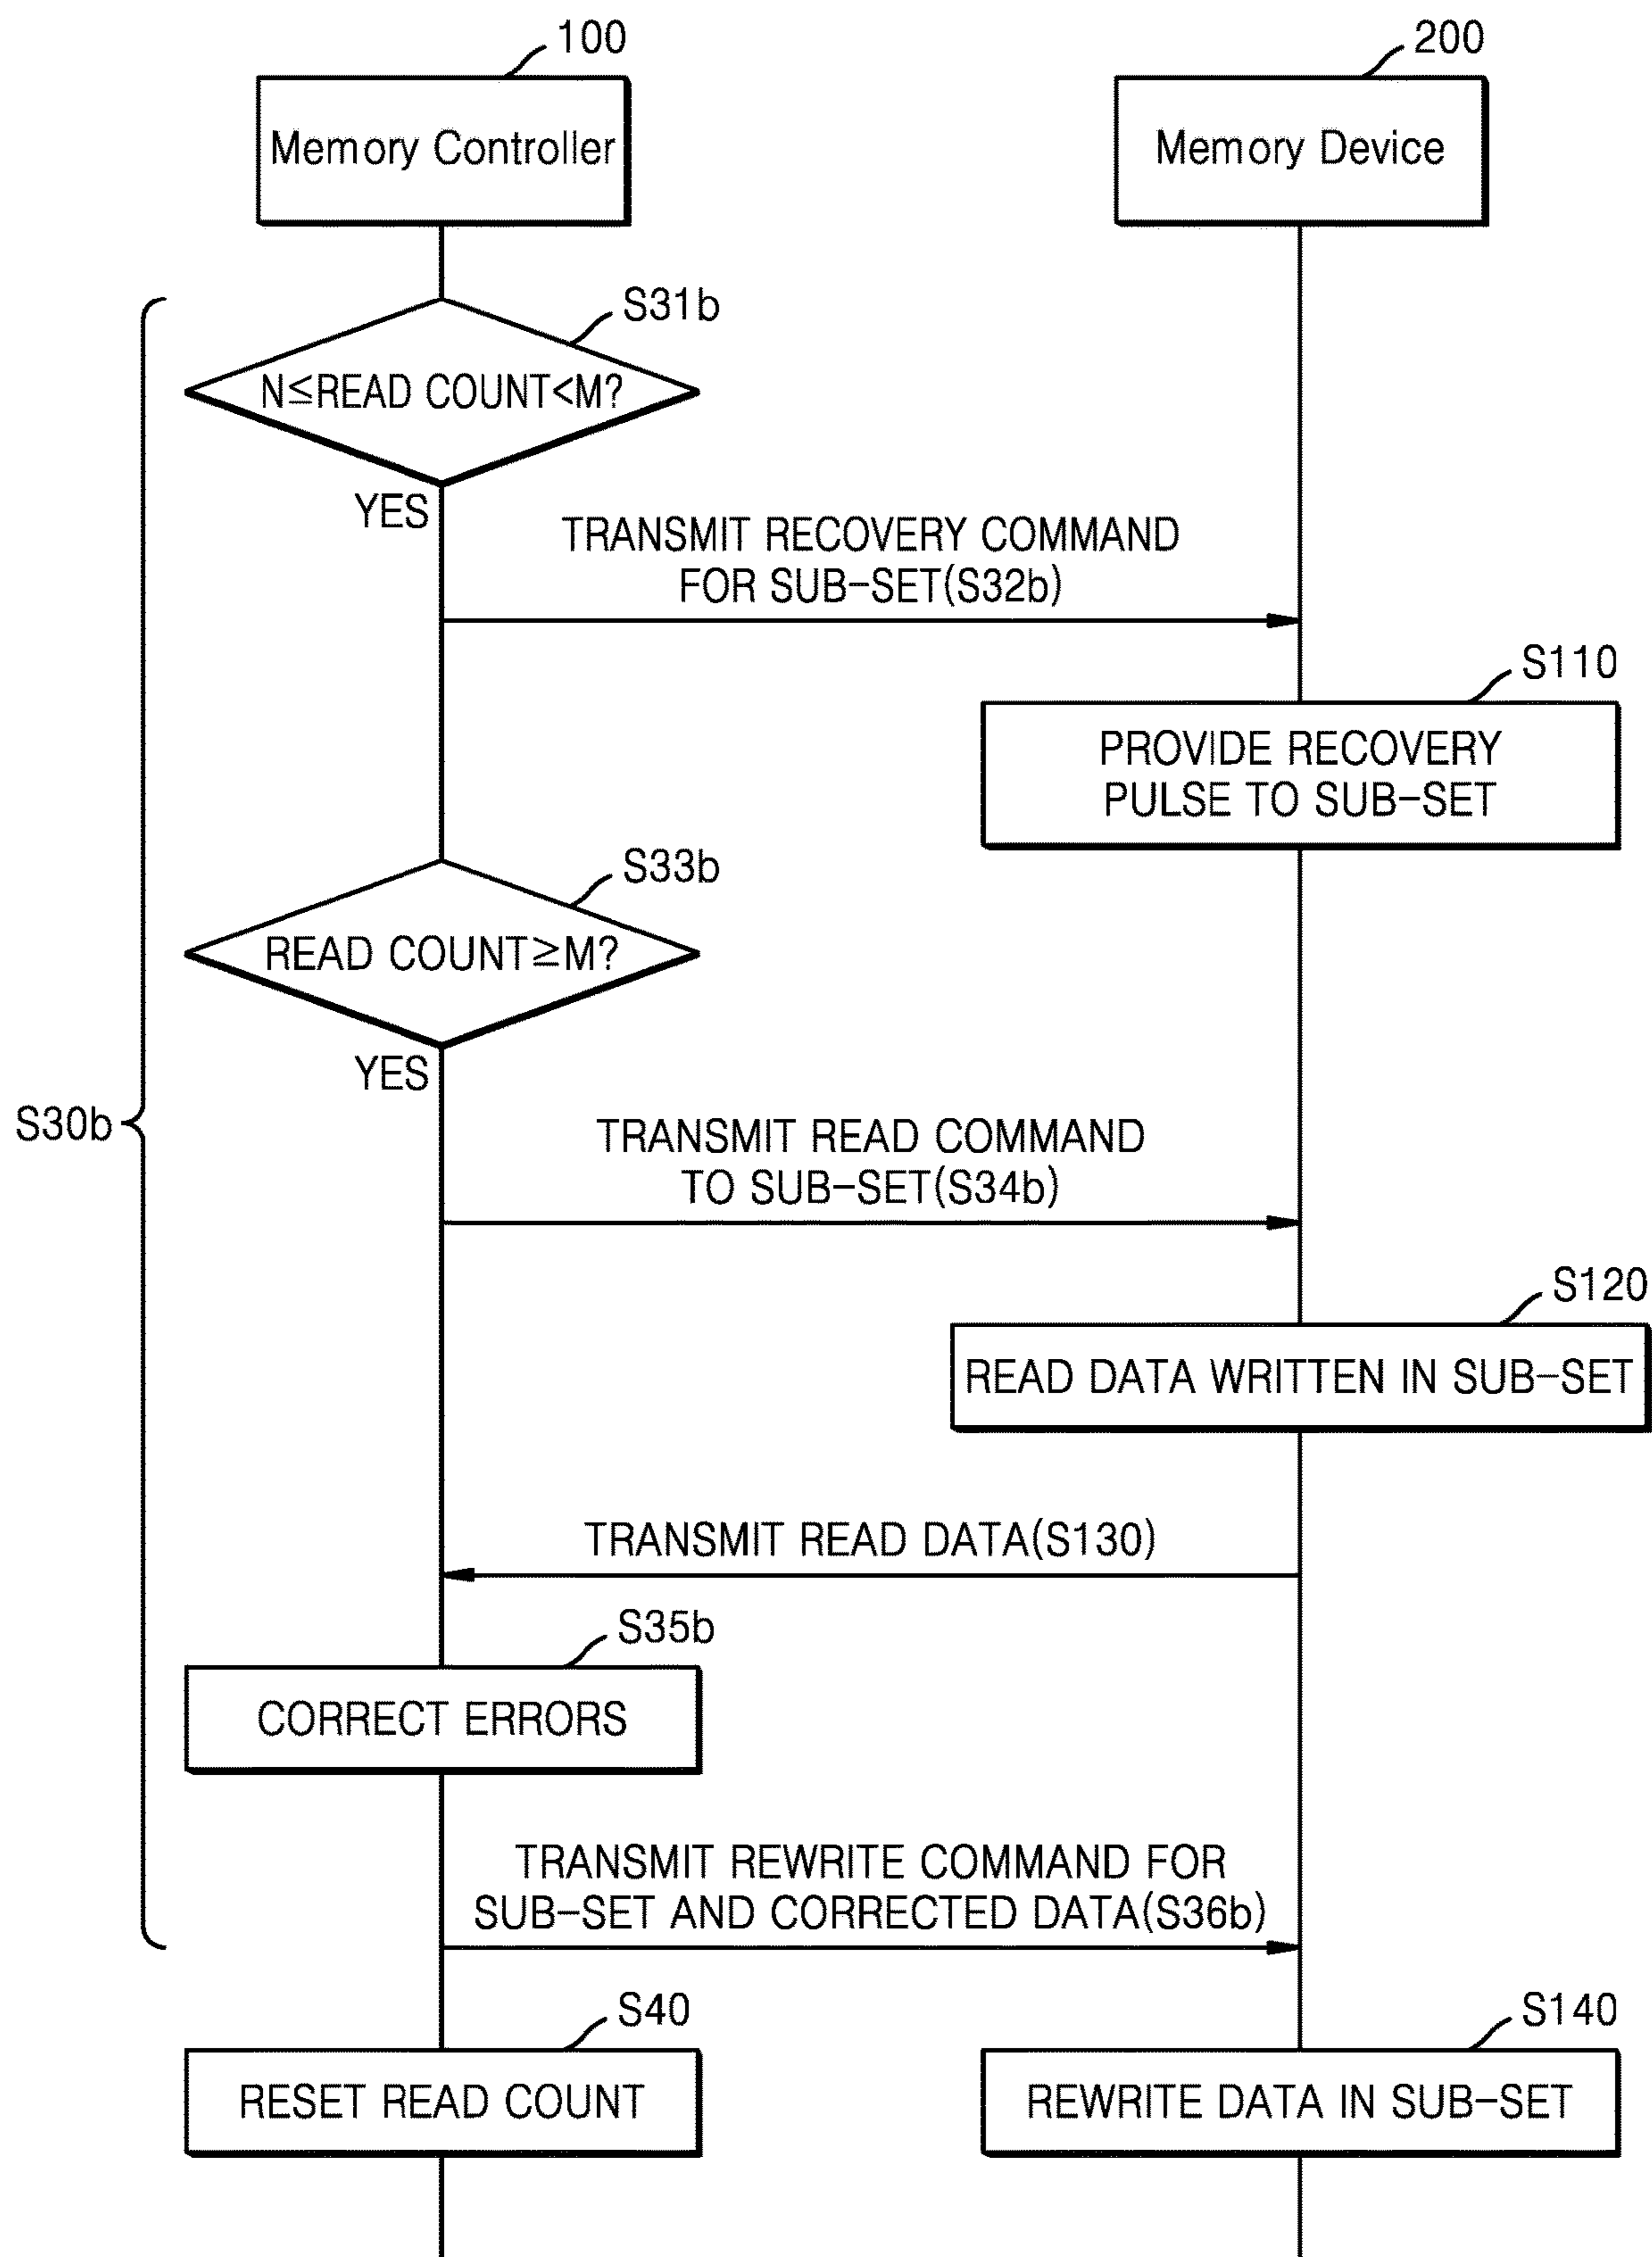 100
200
Memory Controller
Memory Device
S31b
N≤READ COUNT<M?
YES
TRANSMIT RECOVERY COMMAND
FOR SUB-SET(S32b)
S110
PROVIDE RECOVERY
PULSE TO SUB-SET
S33b
READ COUNT≥M?
YES
S30b
TRANSMIT READ COMMAND
TO SUB-SET(S34b)
S120
READ DATA WRITTEN IN SUB-SET
TRANSMIT READ DATA(S130)
S35b
CORRECT ERRORS
TRANSMIT REWRITE COMMAND FOR
SUB-SET AND CORRECTED DATA(S36b)
S40
S140
RESET READ COUNT
REWRITE DATA IN SUB-SET